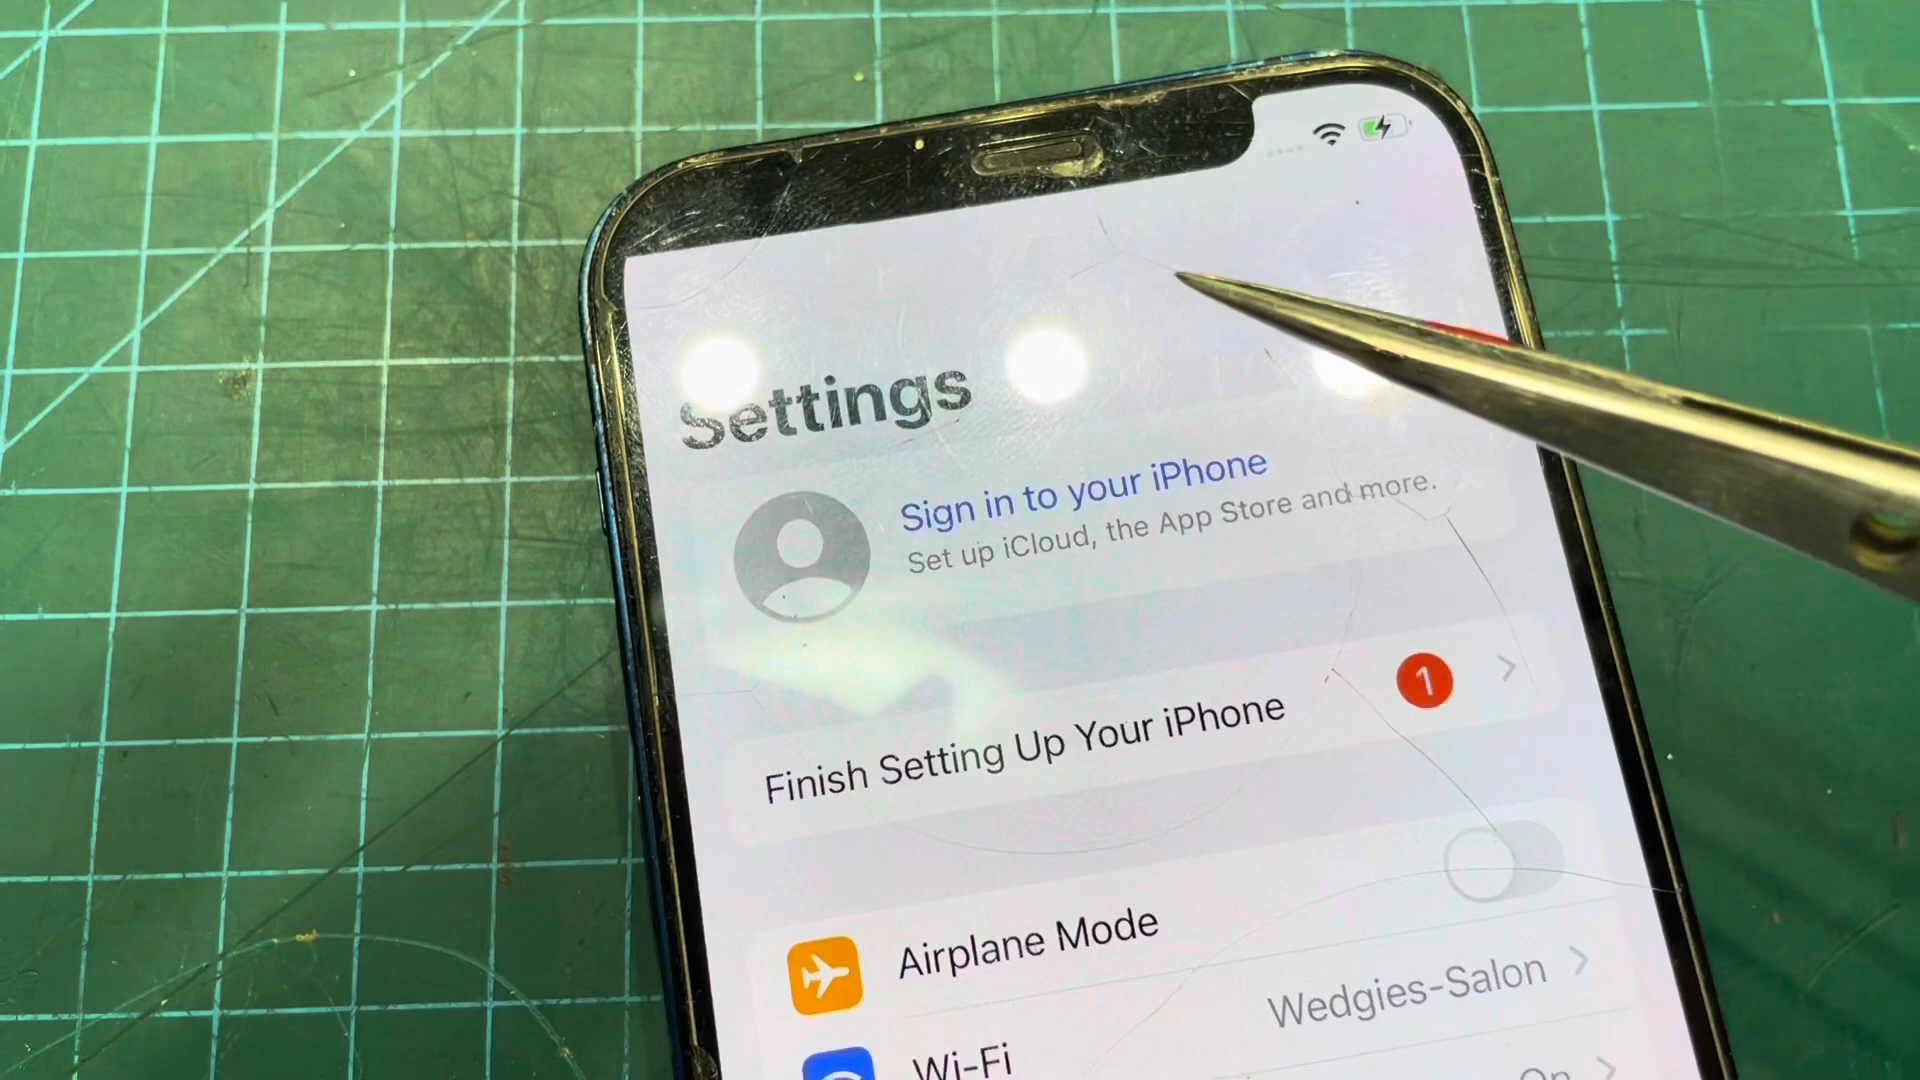 Settings
Sign in to your iPhone
Set up iCloud, the App Store and more.
Finish Setting Up Your iPhone
1
Airplane Mode
Wi-Fi
Wedgies-Salon
On